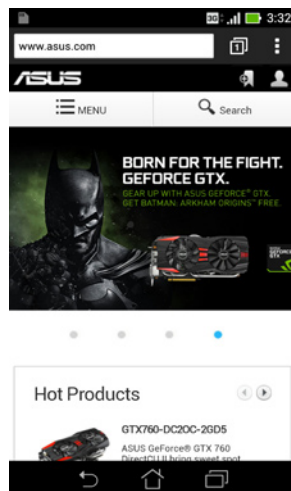 3G 3:32
www.asus.com 1
ASUS
MENU Search
BORN FOR THE FIGHT.
GEFORCE GTX.
GEAR UP WITH ASUS GEFORCE® GTX
GET BATMAN: ARKHAM ORIGINS™ FREE.
Hot Products
GTX760-DC2OC-2GD5
ASUS GeForce® GTX 760
DirectCU II bring sweet spot